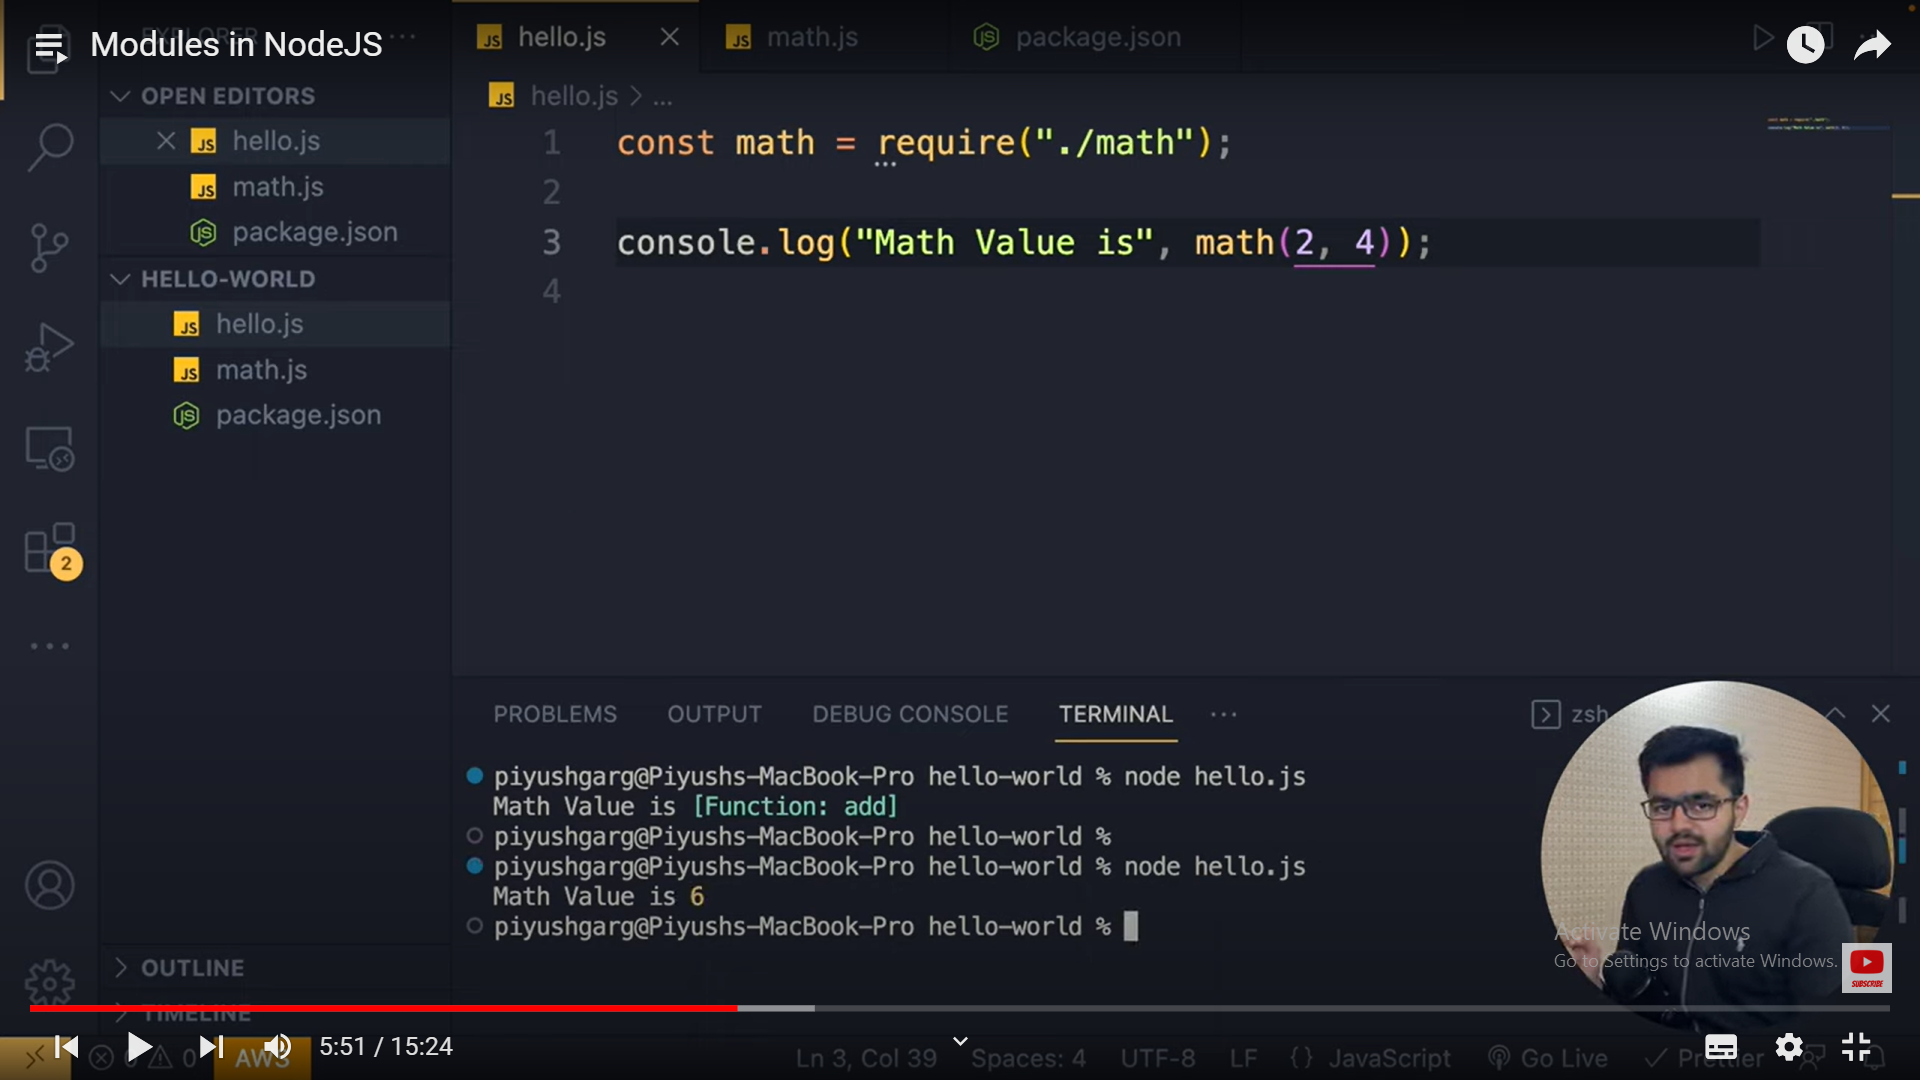 Modules in NodeJS
EXPLORER
hello.js
math.js
package.json
OPEN EDITORS
hello.js
math.js
package.json
HELLO-WORLD
hello.js
math.js
package.json
2
OUTLINE
TIMELINE
hello.js > ...
1 const math = require("./math");
2
3 console.log("Math Value is", math(2, 4));
4
PROBLEMS OUTPUT DEBUG CONSOLE TERMINAL
zsh
piyushgarg@Piyushs-MacBook-Pro hello-world % node hello.js
Math Value is [Function: add]
piyushgarg@Piyushs-MacBook-Pro hello-world %
piyushgarg@Piyushs-MacBook-Pro hello-world % node hello.js
Math Value is 6
piyushgarg@Piyushs-MacBook-Pro hello-world %
Activate Windows
Go to Settings to activate Windows.
SUBSCRIBE
5:51 / 15:24
0 AWS
Ln 3, Col 39 Spaces: 4 UTF-8 LF {} JavaScript Go Live Prettier